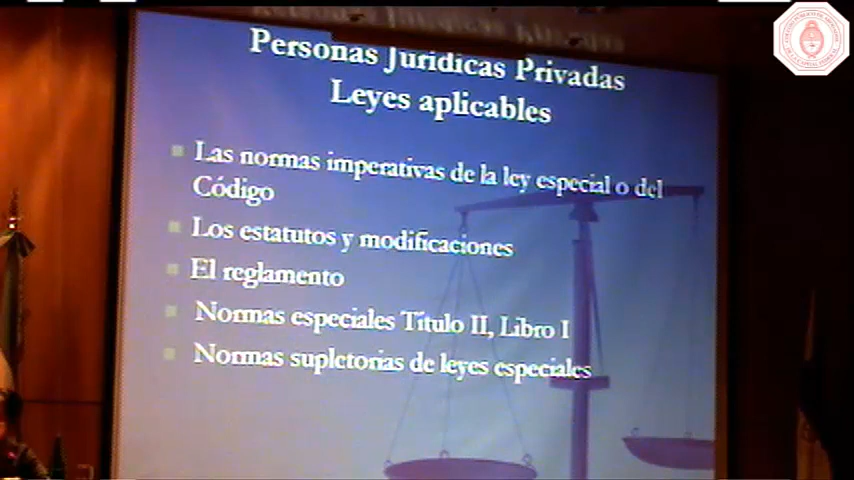 Personas Jurídicas Privadas
Leyes aplicables
Las normas imperativas de la ley especial o del
Código
Los estatutos y modificaciones
El reglamento
Normas especiales Título II, Libro I
Normas supletorias de leyes especiales